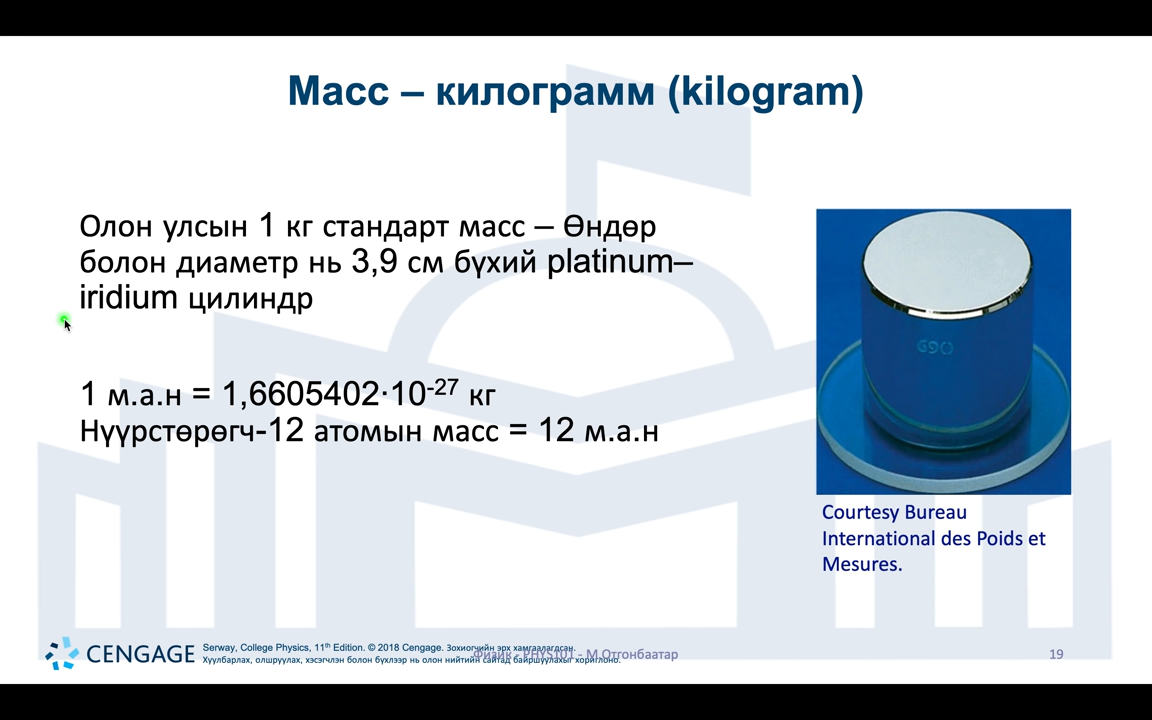 Масс – килограмм (kilogram)
Олон улсын 1 кг стандарт масс – Өндөр
болон диаметр нь 3,9 см бүхий platinum–
iridium цилиндр
1 м.а.н = 1,6605402·10⁻²⁷ кг
Нүүрстөрөгч-12 атомын масс = 12 м.а.н
690
Courtesy Bureau
International des Poids et
Mesures.
CENGAGE
Serway, College Physics, 11th Edition. © 2018 Cengage. Зохиогчийн эрх хамгаалагдсан.
Хуулбарлах, олшруулах, хэсэгчлэн болон бүхлээр нь олон нийтийн сайтад байршуулахыг хориглоно.
Физик - PHYS101 - М.Отгонбаатар
19